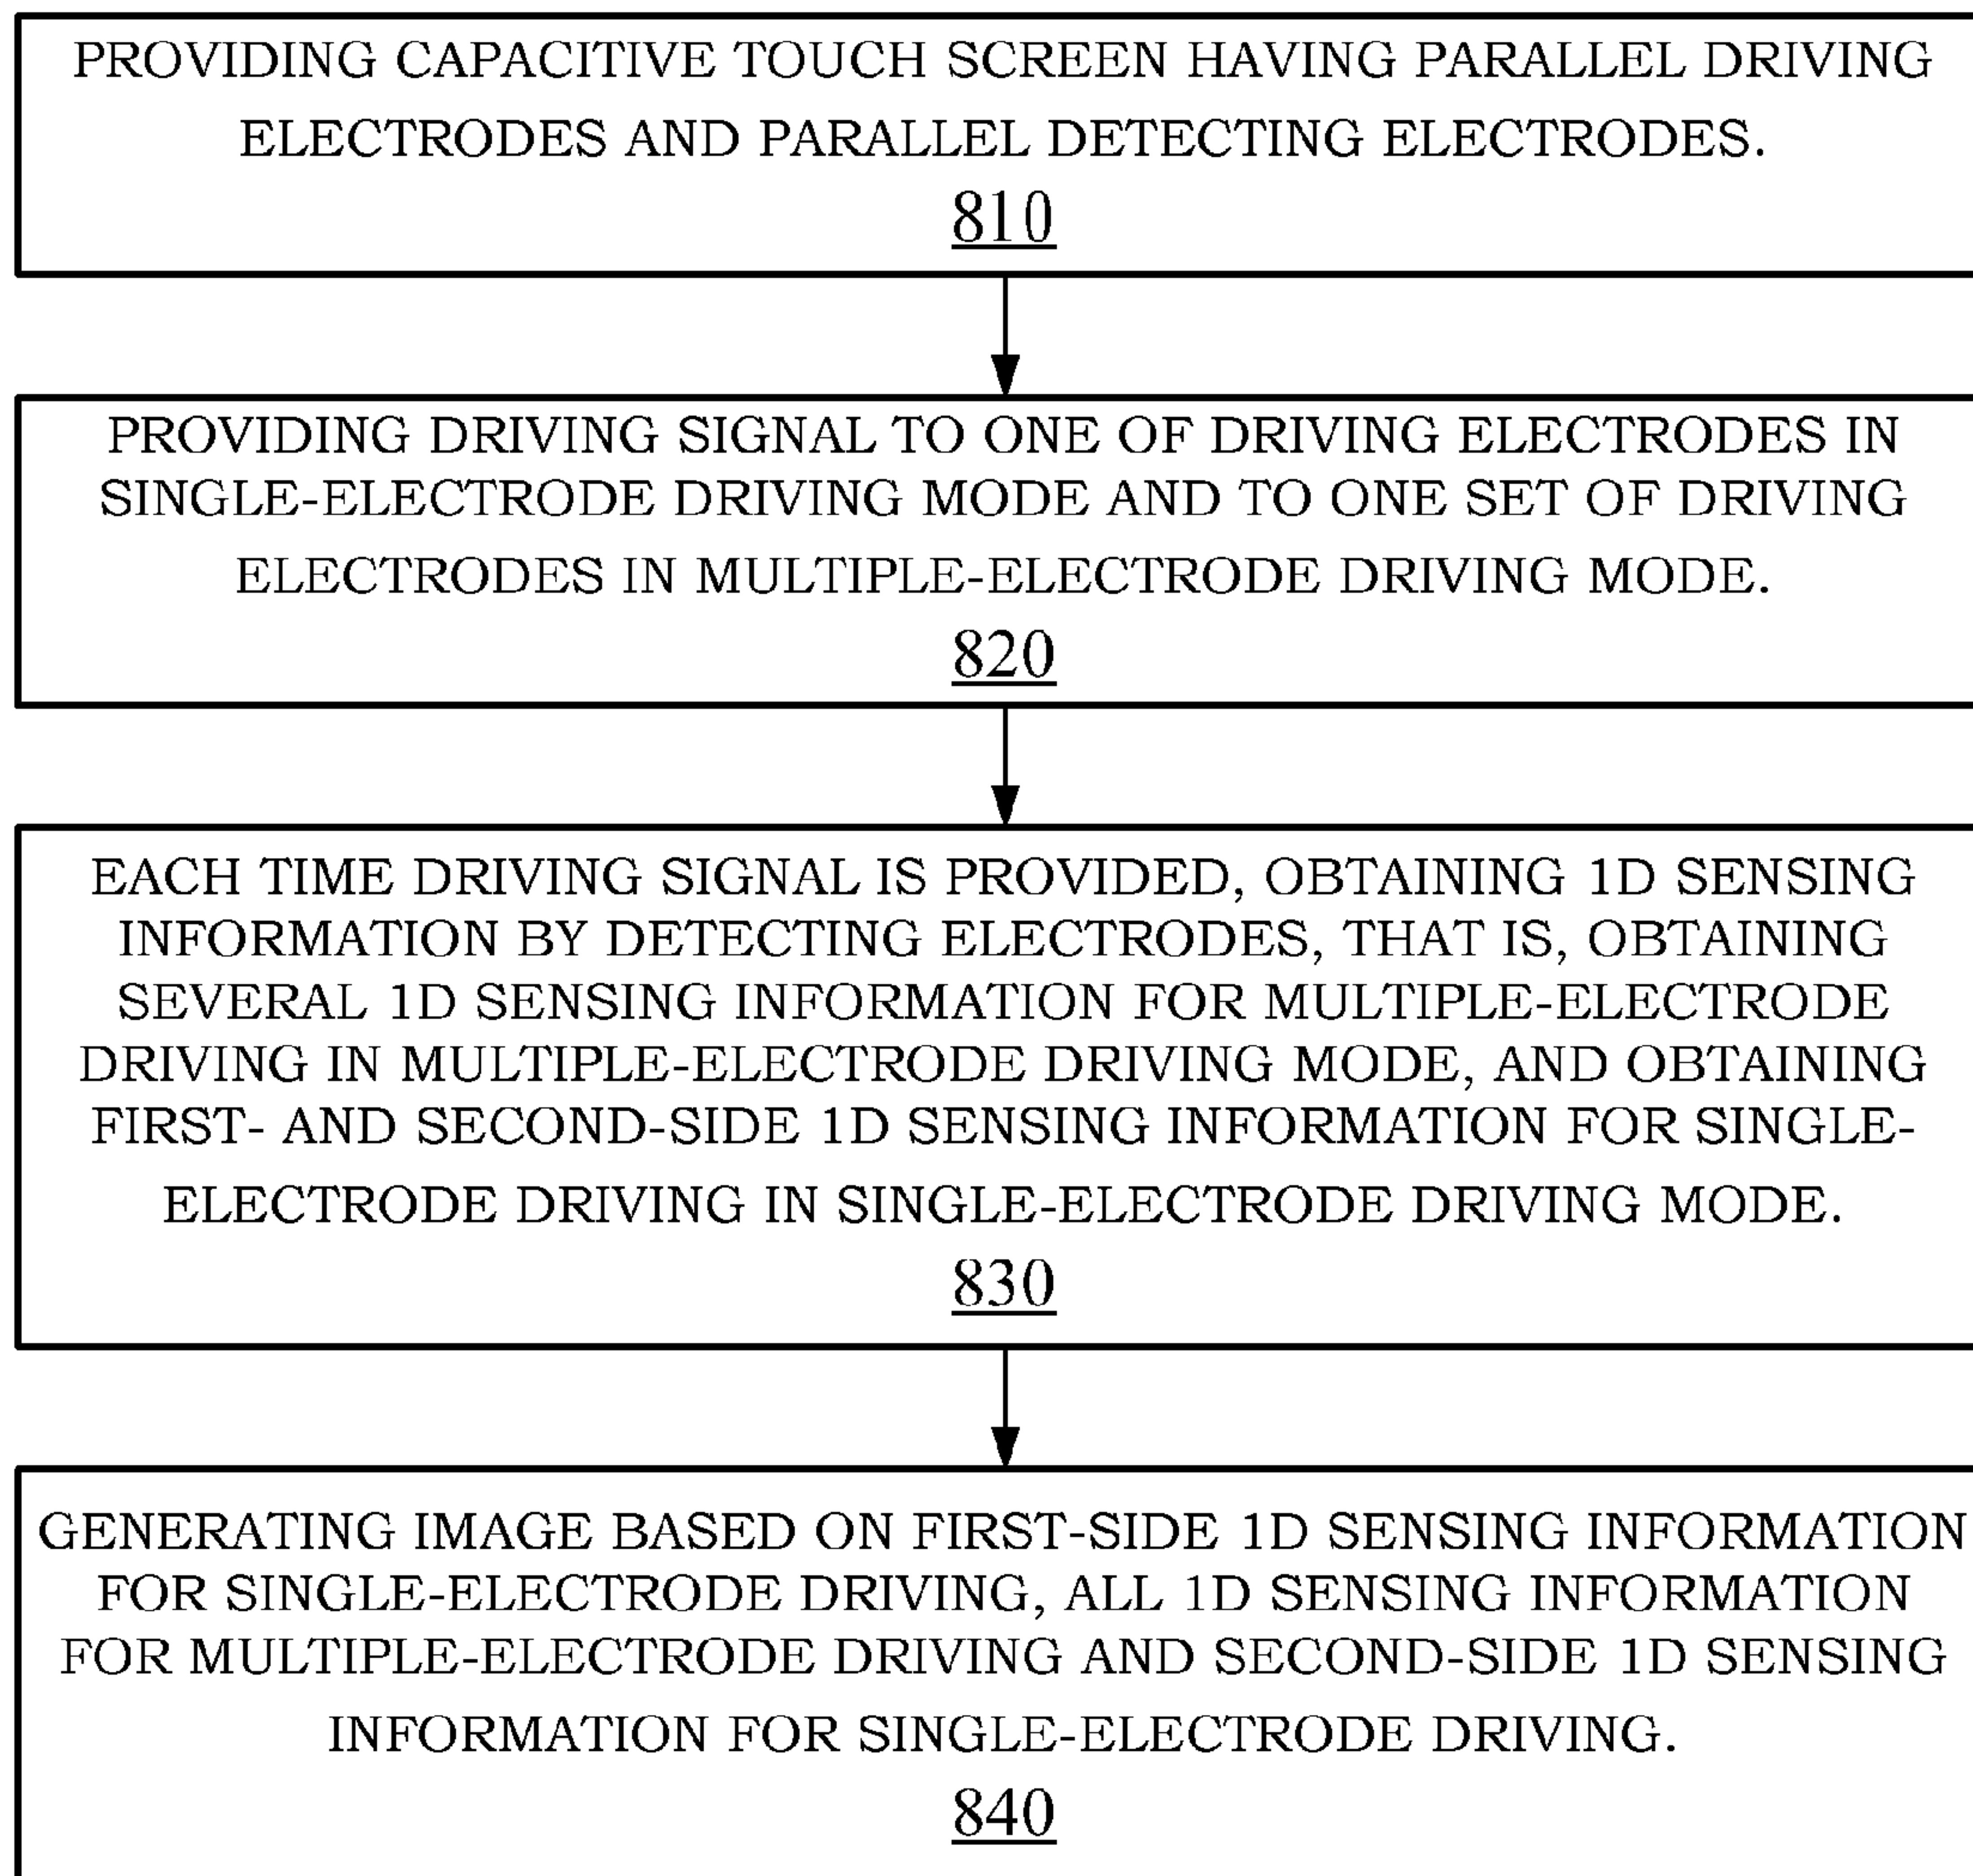 PROVIDING CAPACITIVE TOUCH SCREEN HAVING PARALLEL DRIVING
ELECTRODES AND PARALLEL DETECTING ELECTRODES.
810
PROVIDING DRIVING SIGNAL TO ONE OF DRIVING ELECTRODES IN
SINGLE-ELECTRODE DRIVING MODE AND TO ONE SET OF DRIVING
ELECTRODES IN MULTIPLE-ELECTRODE DRIVING MODE.
820
EACH TIME DRIVING SIGNAL IS PROVIDED, OBTAINING 1D SENSING
INFORMATION BY DETECTING ELECTRODES, THAT IS, OBTAINING
SEVERAL 1D SENSING INFORMATION FOR MULTIPLE-ELECTRODE
DRIVING IN MULTIPLE-ELECTRODE DRIVING MODE, AND OBTAINING
FIRST- AND SECOND-SIDE 1D SENSING INFORMATION FOR SINGLE-
ELECTRODE DRIVING IN SINGLE-ELECTRODE DRIVING MODE.
830
GENERATING IMAGE BASED ON FIRST-SIDE 1D SENSING INFORMATION
FOR SINGLE-ELECTRODE DRIVING, ALL 1D SENSING INFORMATION
FOR MULTIPLE-ELECTRODE DRIVING AND SECOND-SIDE 1D SENSING
INFORMATION FOR SINGLE-ELECTRODE DRIVING.
840